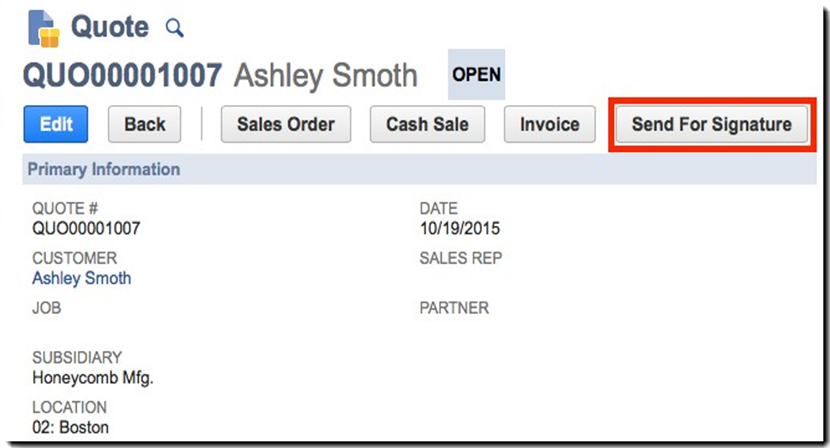 Quote
QUO00001007 Ashley Smoth OPEN
Edit Back Sales Order Cash Sale Invoice Send For Signature
Primary Information
QUOTE # DATE
QUO00001007 10/19/2015
CUSTOMER SALES REP
Ashley Smoth
JOB PARTNER
SUBSIDIARY
Honeycomb Mfg.
LOCATION
02: Boston